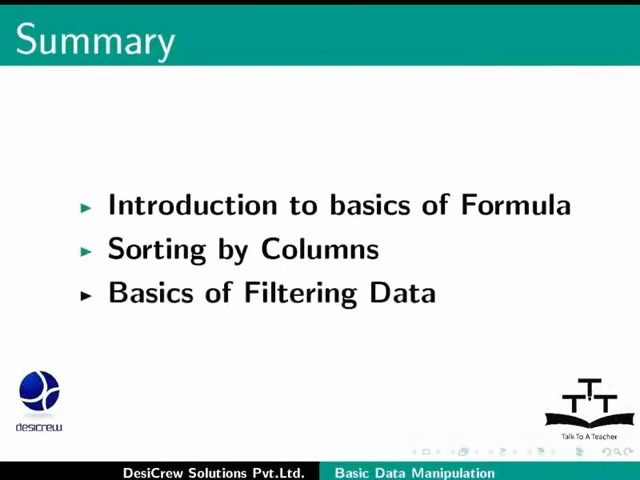 Summary
Introduction to basics of Formula
Sorting by Columns
Basics of Filtering Data
desicrew
TTT
Talk To A Teacher
DesiCrew Solutions Pvt.Ltd. Basic Data Manipulation